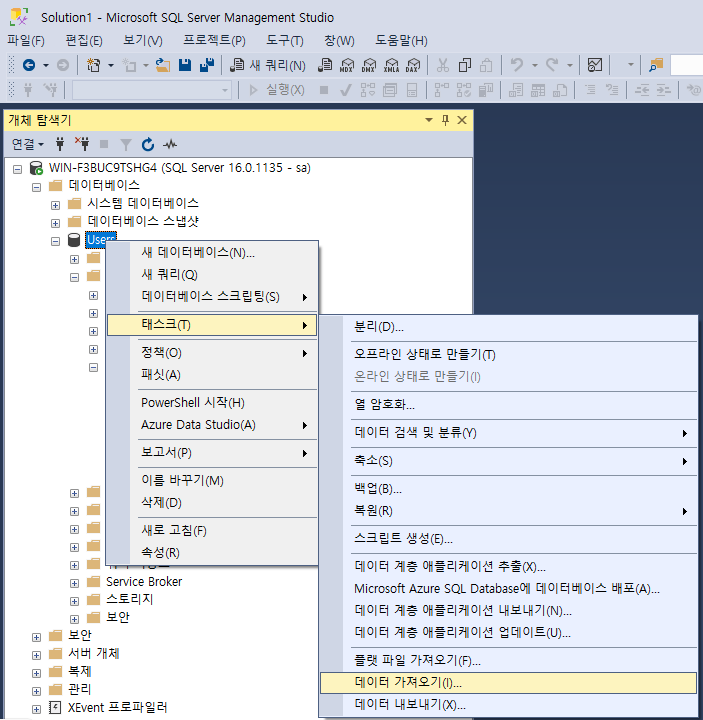 Solution1 - Microsoft SQL Server Management Studio
파일(F) 편집(E) 보기(V) 프로젝트(P) 도구(T) 창(W) 도움말(H)
새 쿼리(N) MDX DMX XMLA DAX
실행(X)
개체 탐색기
연결
WIN-F3BUC9TSHG4 (SQL Server 16.0.1135 - sa)
데이터베이스
시스템 데이터베이스
데이터베이스 스냅샷
Users
새 데이터베이스(N)...
새 쿼리(Q)
데이터베이스 스크립팅(S)
태스크(T)
정책(O)
패싯(A)
PowerShell 시작(H)
Azure Data Studio(A)
보고서(P)
이름 바꾸기(M)
삭제(D)
새로 고침(F)
속성(R)
분리(D)...
오프라인 상태로 만들기(T)
온라인 상태로 만들기(I)
열 암호화...
데이터 검색 및 분류(Y)
축소(S)
백업(B)...
복원(R)
스크립트 생성(E)...
데이터 계층 애플리케이션 추출(X)...
Microsoft Azure SQL Database에 데이터베이스 배포(A)...
데이터 계층 애플리케이션 내보내기(N)...
데이터 계층 애플리케이션 업데이트(U)...
플랫 파일 가져오기(F)...
데이터 가져오기(I)...
데이터 내보내기(X)...
Service Broker
스토리지
보안
보안
서버 개체
복제
관리
XEvent 프로파일러